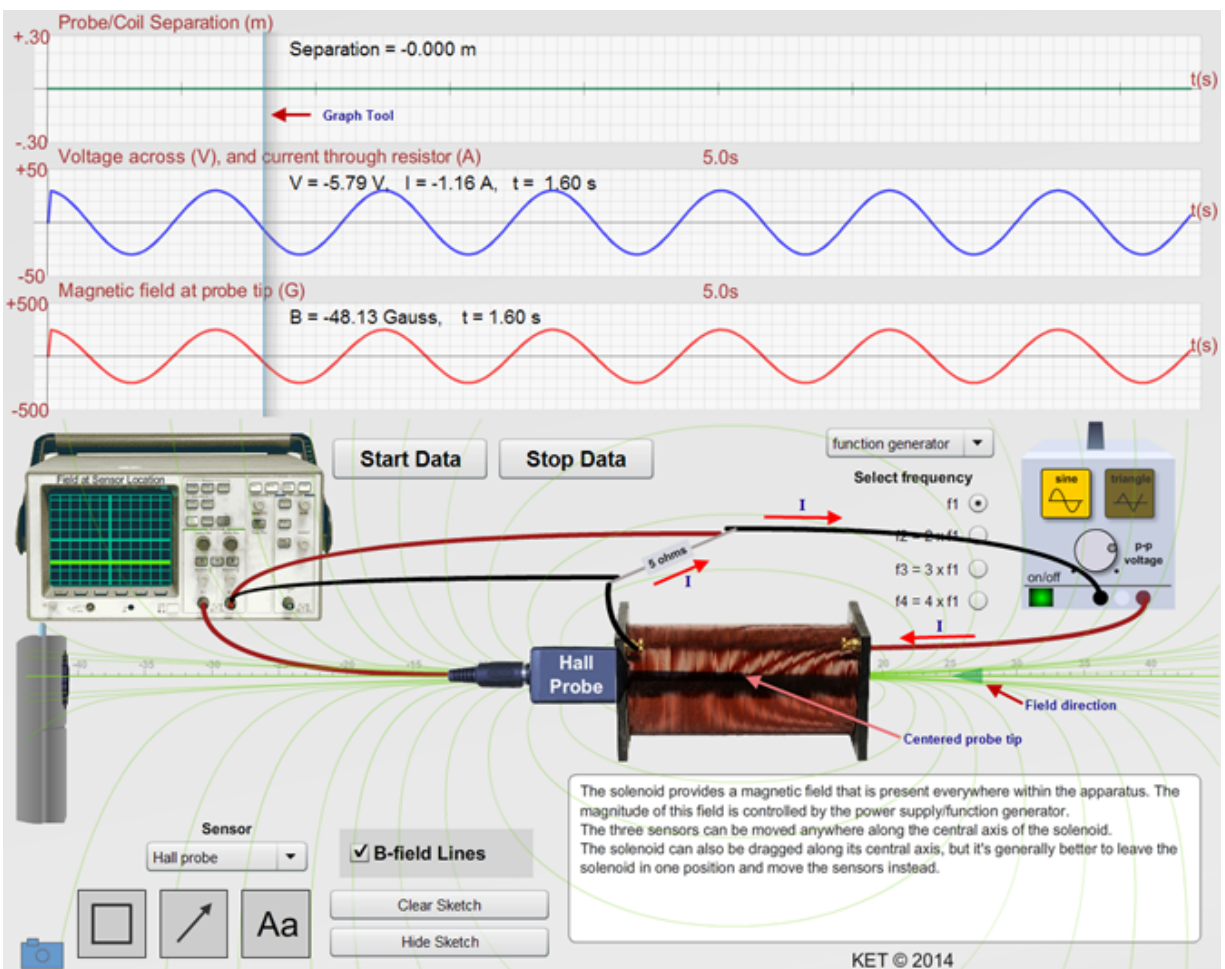 Probe/Coil Separation (m)
+.30
Separation = -0.000 m
t(s)
Graph Tool
-.30
Voltage across (V), and current through resistor (A)
5.0s
+50
V = -5.79 V, I = -1.16 A, t = 1.60 s
t(s)
-50
Magnetic field at probe tip (G)
5.0s
+500
B = -48.13 Gauss, t = 1.60 s
t(s)
-500
function generator
Start Data
Stop Data
Field at Sensor Location
Select frequency
sine
triangle
I
f1
f2 = 2 x f1
5 ohms
p-p
voltage
I
f3 = 3 x f1
on/off
f4 = 4 x f1
I
-40 -35 -20 -15 20 25 30 35 40
Hall
Probe
Field direction
Centered probe tip
The solenoid provides a magnetic field that is present everywhere within the apparatus. The
magnitude of this field is controlled by the power supply/function generator.
The three sensors can be moved anywhere along the central axis of the solenoid.
The solenoid can also be dragged along its central axis, but it's generally better to leave the
solenoid in one position and move the sensors instead.
Sensor
Hall probe
B-field Lines
Clear Sketch
Aa
Hide Sketch
KET © 2014